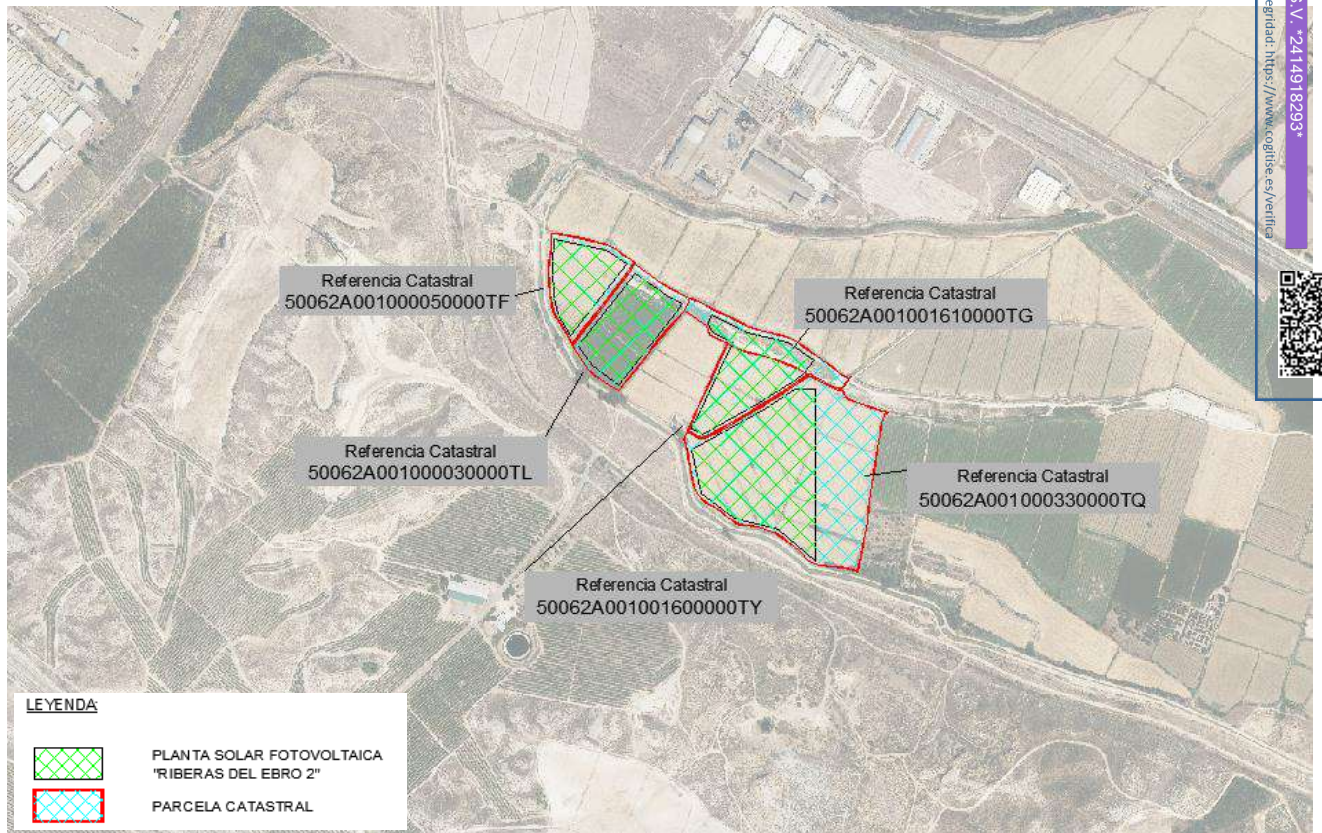 Referencia Catastral
50062A001000050000TF
Referencia Catastral
50062A001001610000TG
Referencia Catastral
50062A001000030000TL
Referencia Catastral
50062A001000330000TQ
Referencia Catastral
50062A001001600000TY
LEYENDA:
PLANTA SOLAR FOTOVOLTAICA
"RIBERAS DEL EBRO 2"
PARCELA CATASTRAL
.V. *2414918293*
egridad: https://www.cogitise.es/verifica